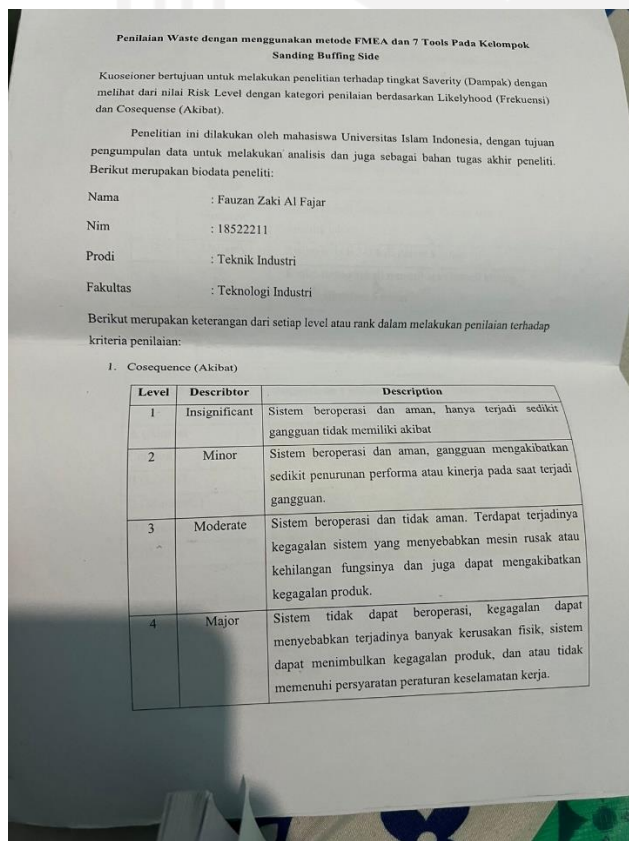 Penilaian Waste dengan menggunakan metode FMEA dan 7 Tools Pada Kelompok
Sanding Buffing Side
Kuoseioner bertujuan untuk melakukan penelitian terhadap tingkat Saverity (Dampak) dengan
melihat dari nilai Risk Level dengan kategori penilaian berdasarkan Likelyhood (Frekuensi)
dan Cosequense (Akibat).
Penelitian ini dilakukan oleh mahasiswa Universitas Islam Indonesia, dengan tujuan
pengumpulan data untuk melakukan analisis dan juga sebagai bahan tugas akhir peneliti.
Berikut merupakan biodata peneliti:
Nama : Fauzan Zaki Al Fajar
Nim : 18522211
Prodi : Teknik Industri
Fakultas : Teknologi Industri
Berikut merupakan keterangan dari setiap level atau rank dalam melakukan penilaian terhadap
kriteria penilaian:
1. Cosequence (Akibat)
Level Describtor Description
1 Insignificant Sistem beroperasi dan aman, hanya terjadi sedikit
gangguan tidak memiliki akibat
2 Minor Sistem beroperasi dan aman, gangguan mengakibatkan
sedikit penurunan performa atau kinerja pada saat terjadi
gangguan.
3 Moderate Sistem beroperasi dan tidak aman. Terdapat terjadinya
kegagalan sistem yang menyebabkan mesin rusak atau
kehilangan fungsinya dan juga dapat mengakibatkan
kegagalan produk.
4 Major Sistem tidak dapat beroperasi, kegagalan dapat
menyebabkan terjadinya banyak kerusakan fisik, sistem
dapat menimbulkan kegagalan produk, dan atau tidak
memenuhi persyaratan peraturan keselamatan kerja.